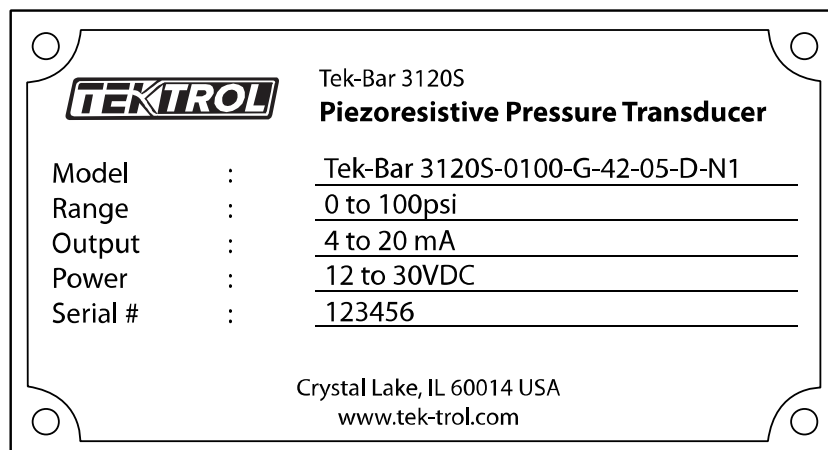 TEKTROL
Tek-Bar 3120S
Piezoresistive Pressure Transducer
Model : Tek-Bar 3120S-0100-G-42-05-D-N1
Range : 0 to 100psi
Output : 4 to 20 mA
Power : 12 to 30VDC
Serial # : 123456
Crystal Lake, IL 60014 USA
www.tek-trol.com